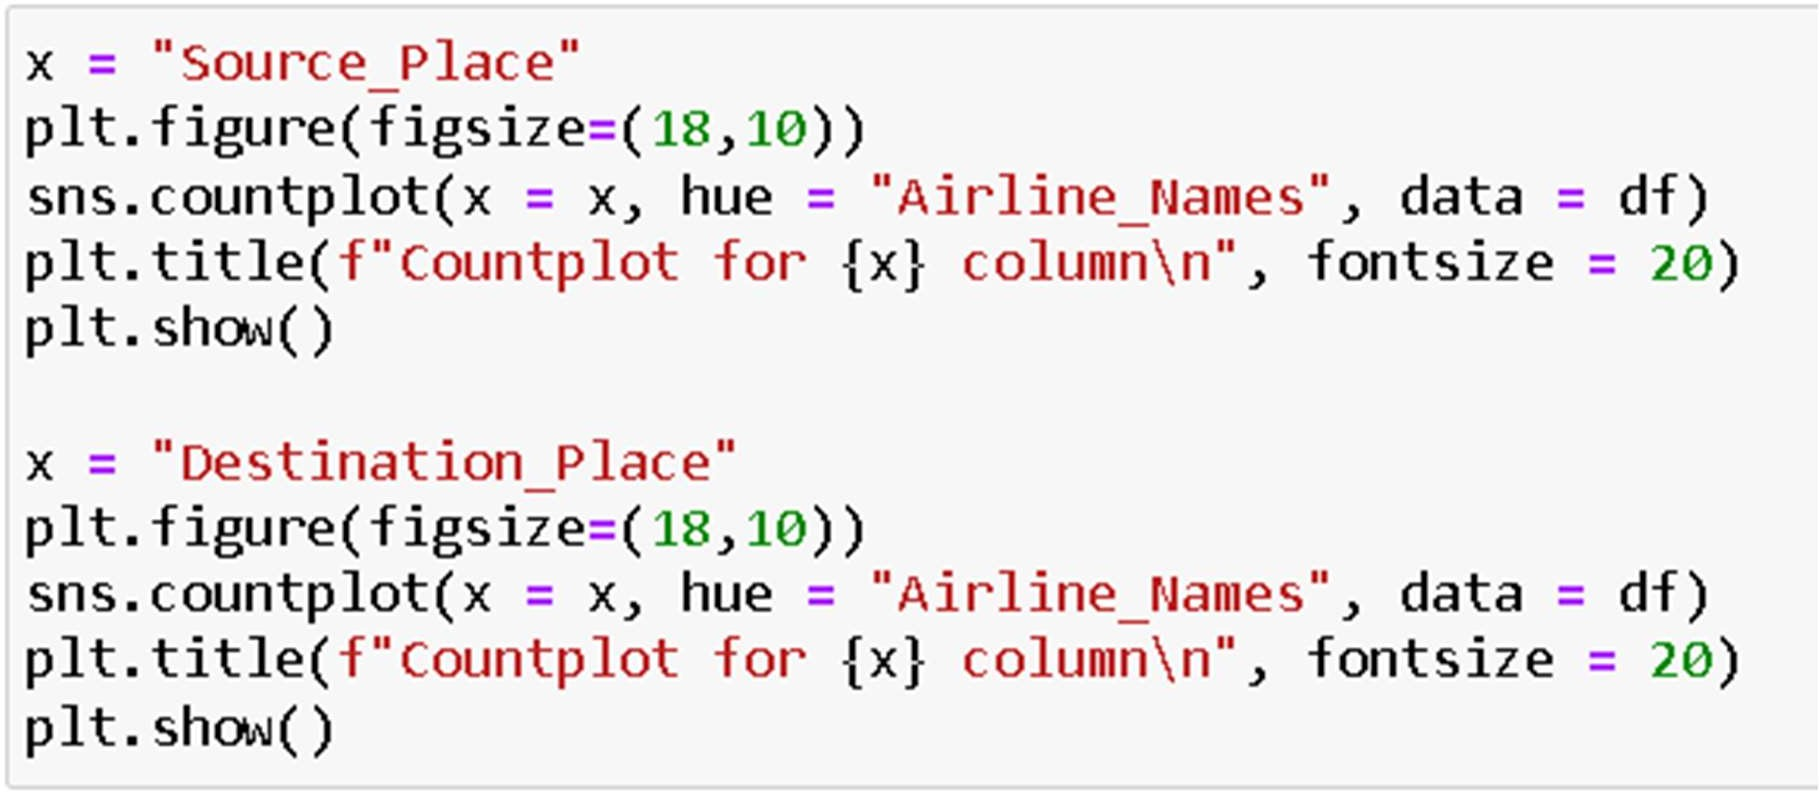 x = "Source_Place"
plt.figure(figsize=(18,10))
sns.countplot(x = x, hue = "Airline_Names", data = df)
plt.title(f"Countplot for {x} column\n", fontsize = 20)
plt.show()

x = "Destination_Place"
plt.figure(figsize=(18,10))
sns.countplot(x = x, hue = "Airline_Names", data = df)
plt.title(f"Countplot for {x} column\n", fontsize = 20)
plt.show()